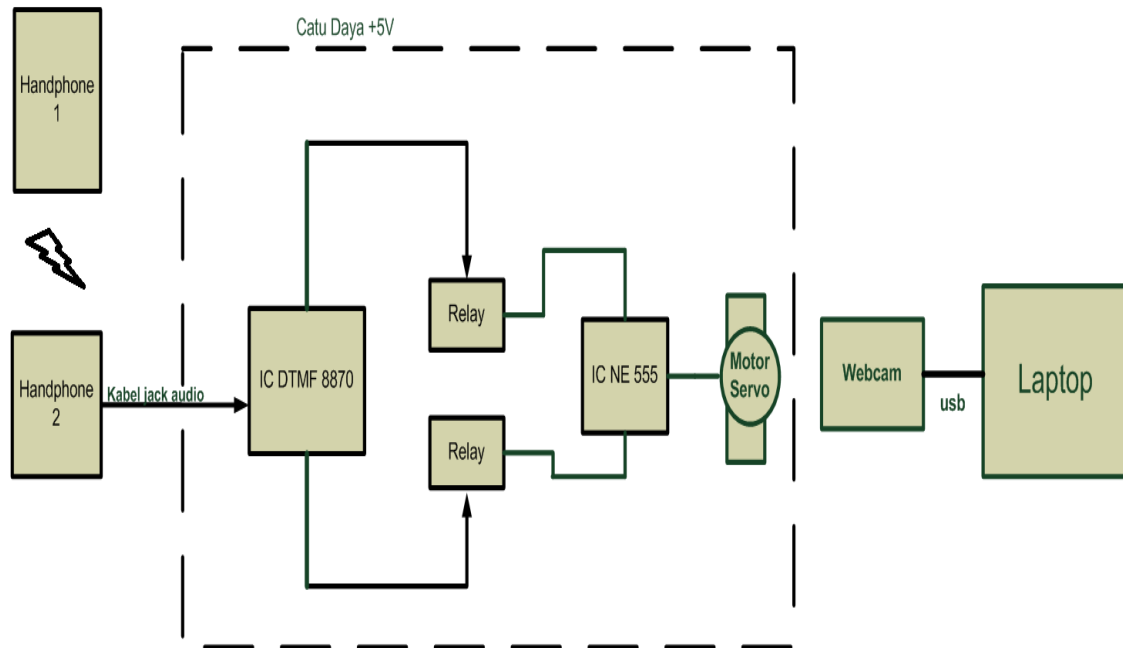 Catu Daya +5V
Handphone
1
Handphone
2
Kabel jack audio
IC DTMF 8870
Relay
Relay
IC NE 555
Motor
Servo
Webcam
usb
Laptop